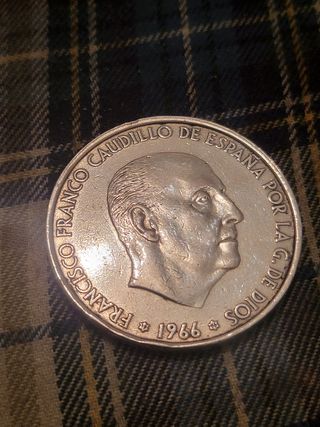 FRANCISCO FRANCO CAUDILLO DE ESPAÑA POR LA G. DE DIOS
1966